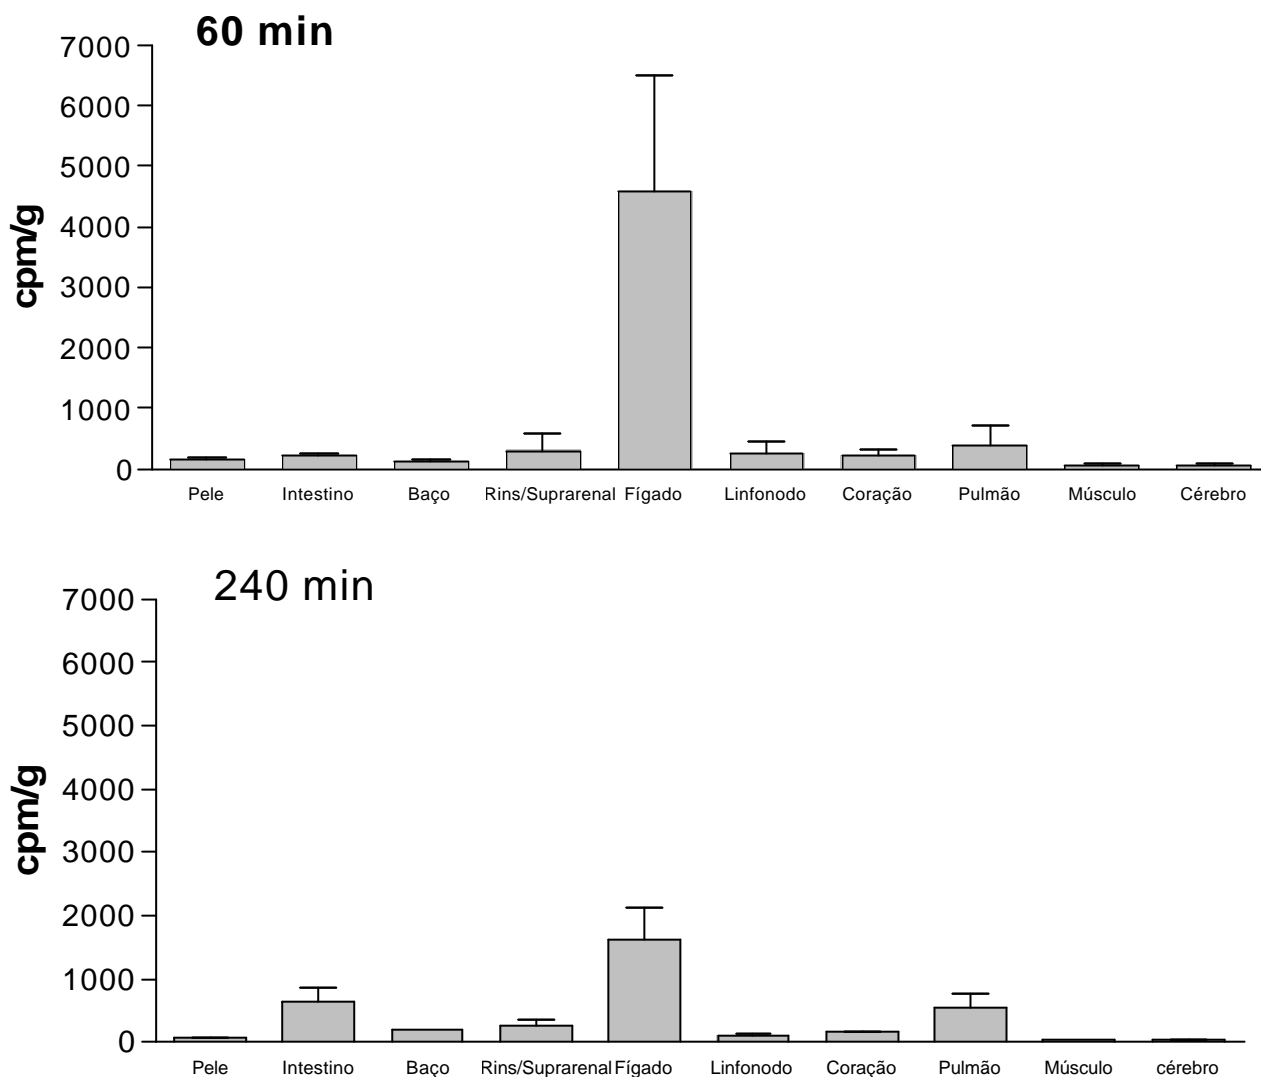 60 min
7000
6000
5000
4000
3000
2000
1000
0
cpm/g
Pele Intestino Baço Rins/Suprarenal Fígado Linfonodo Coração Pulmão Músculo Cérebro
240 min
7000
6000
5000
4000
3000
2000
1000
0
cpm/g
Pele Intestino Baço Rins/Suprarenal Fígado Linfonodo Coração Pulmão Músculo cérebro